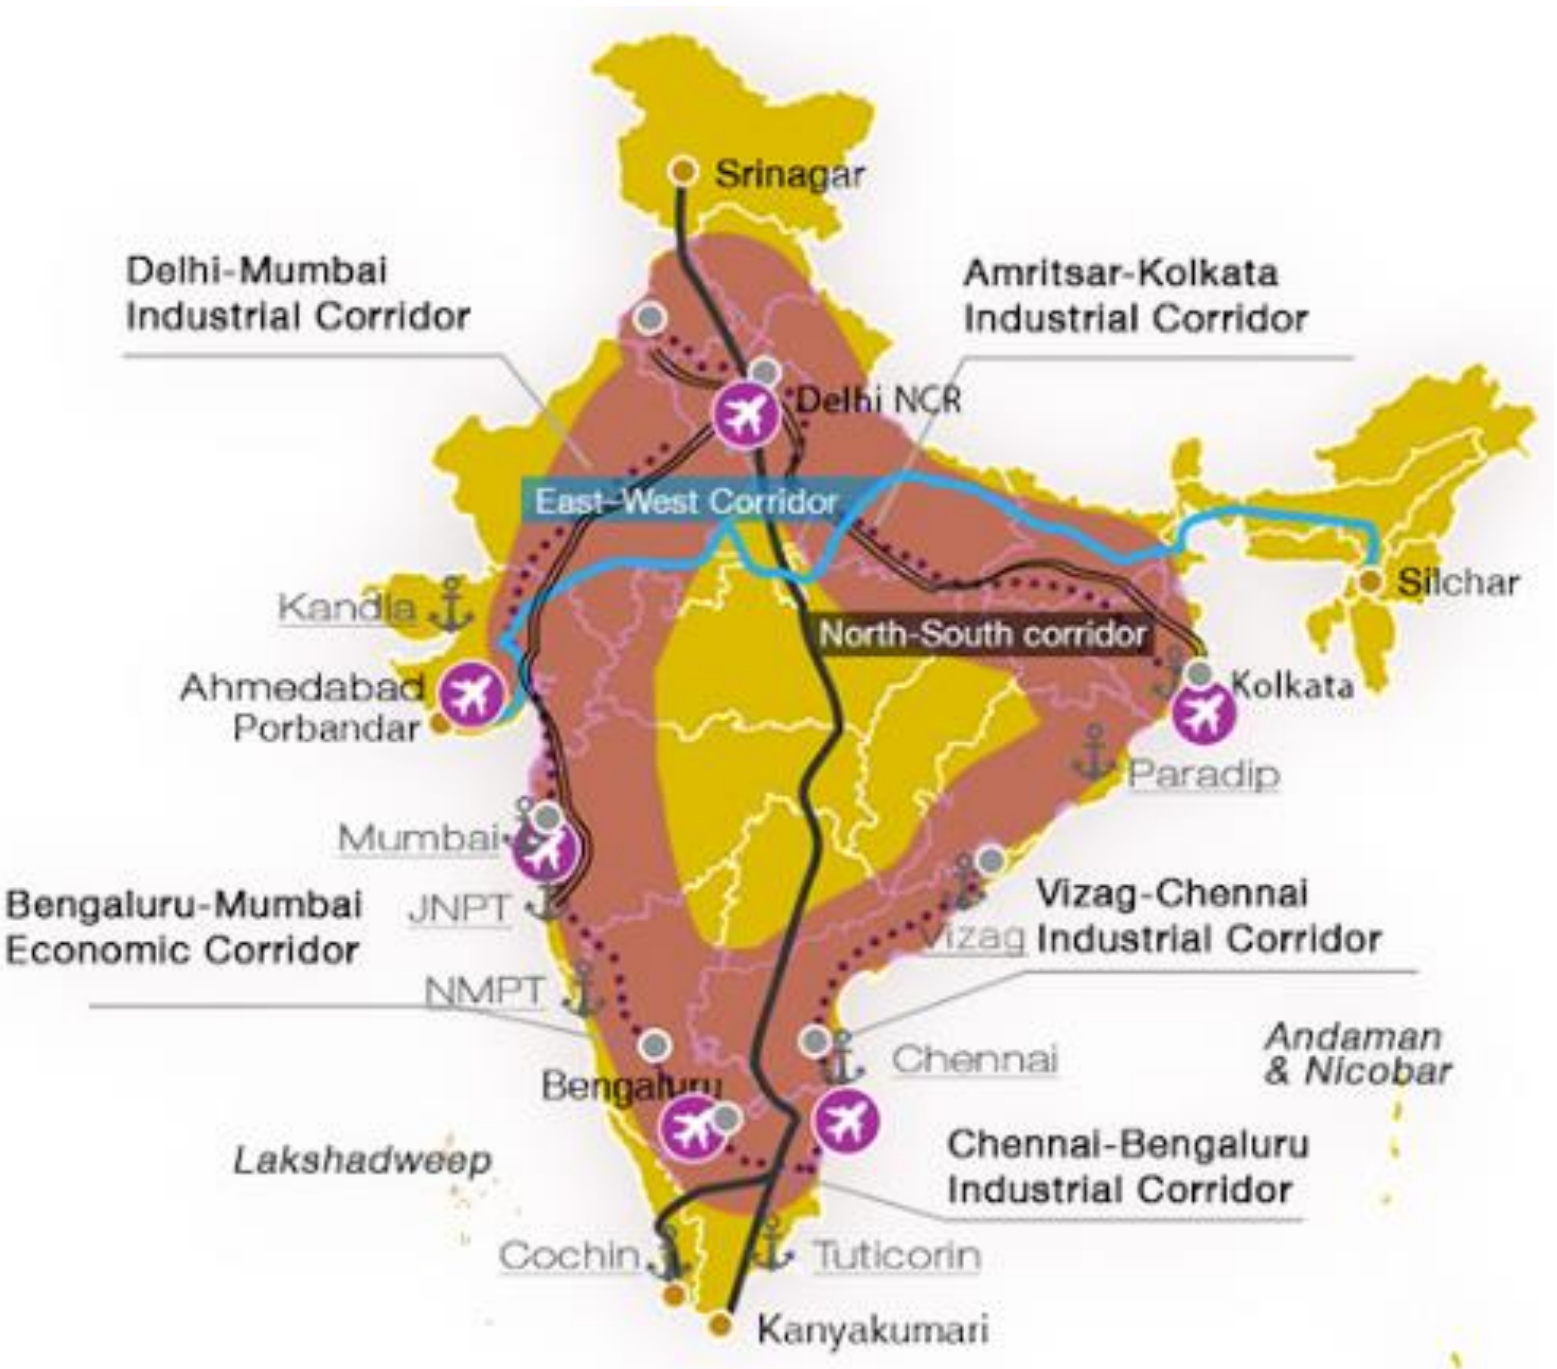 Srinagar
Delhi-Mumbai
Industrial Corridor
Amritsar-Kolkata
Industrial Corridor
Delhi NCR
East-West Corridor
Kandla
Silchar
North-South corridor
Ahmedabad
Porbandar
Kolkata
Paradip
Mumbai
Bengaluru-Mumbai
Economic Corridor
JNPT
Vizag-Chennai
Industrial Corridor
Vizag
NMPT
Chennai
Andaman
& Nicobar
Bengaluru
Lakshadweep
Chennai-Bengaluru
Industrial Corridor
Cochin
Tuticorin
Kanyakumari